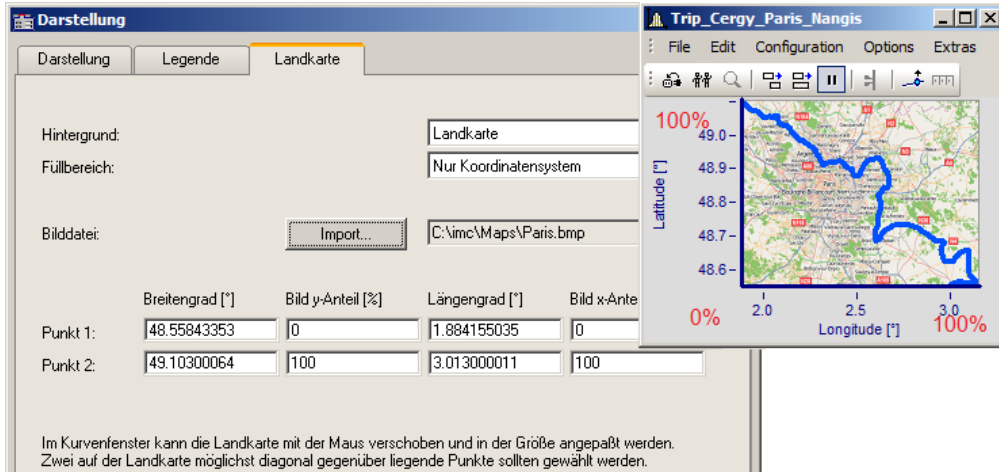 Darstellung
Darstellung Legende Landkarte
Hintergrund: Landkarte
Füllbereich: Nur Koordinatensystem
Bilddatei: Import... C:\imc\Maps\Paris.bmp
Breitengrad [°] Bild y-Anteil [%] Längengrad [°] Bild x-Ante
Punkt 1: 48.55843353 0 1.884155035 0
Punkt 2: 49.10300064 100 3.013000011 100
Im Kurvenfenster kann die Landkarte mit der Maus verschoben und in der Größe angepaßt werden.
Zwei auf der Landkarte möglichst diagonal gegenüber liegende Punkte sollten gewählt werden.
Trip_Cergy_Paris_Nangis
File Edit Configuration Options Extras
100%
49.0
48.9
48.8
48.7
48.6
Latitude [°]
Paris
2.0 2.5 3.0
0% Longitude [°] 100%